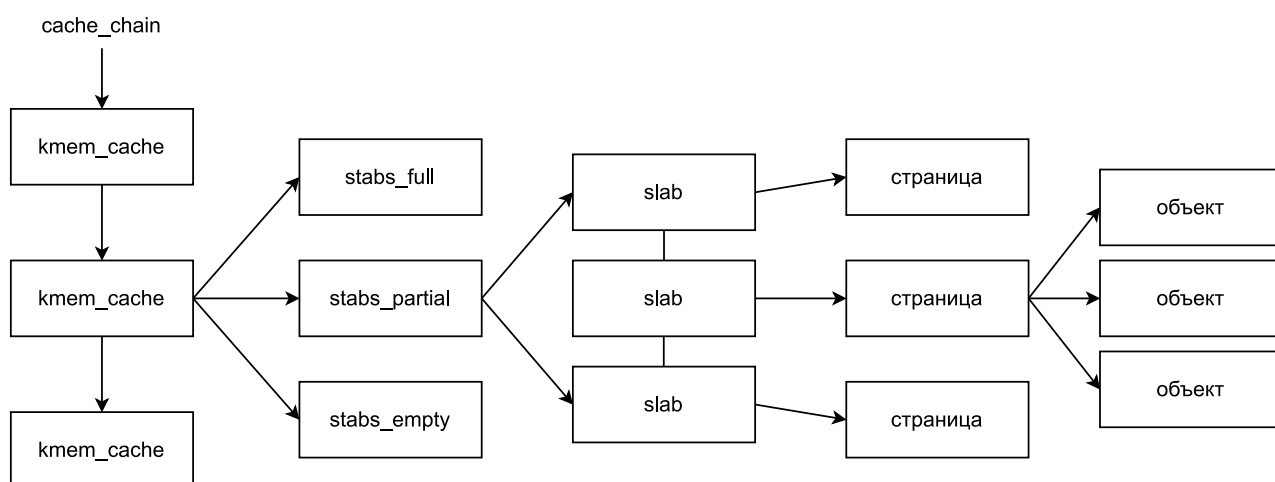 cache_chain
kmem_cache
kmem_cache
kmem_cache
stabs_full
stabs_partial
stabs_empty
slab
slab
slab
страница
страница
страница
объект
объект
объект